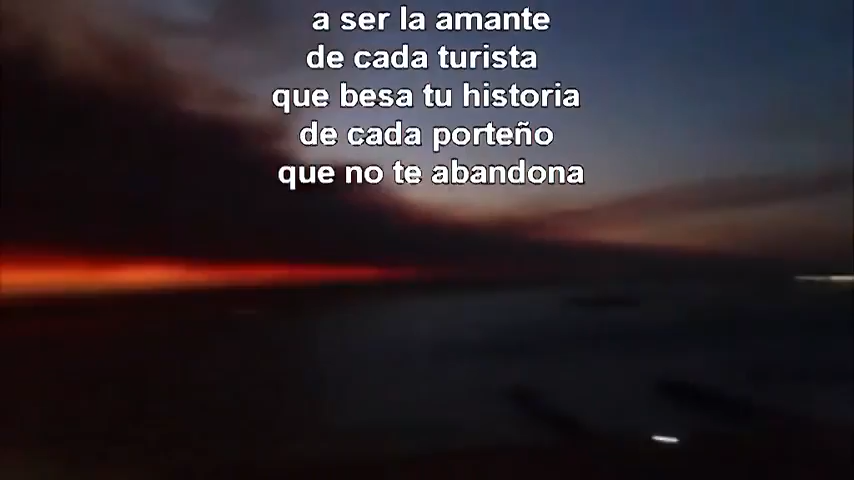 a ser la amante
de cada turista
que besa tu historia
de cada porteño
que no te abandona